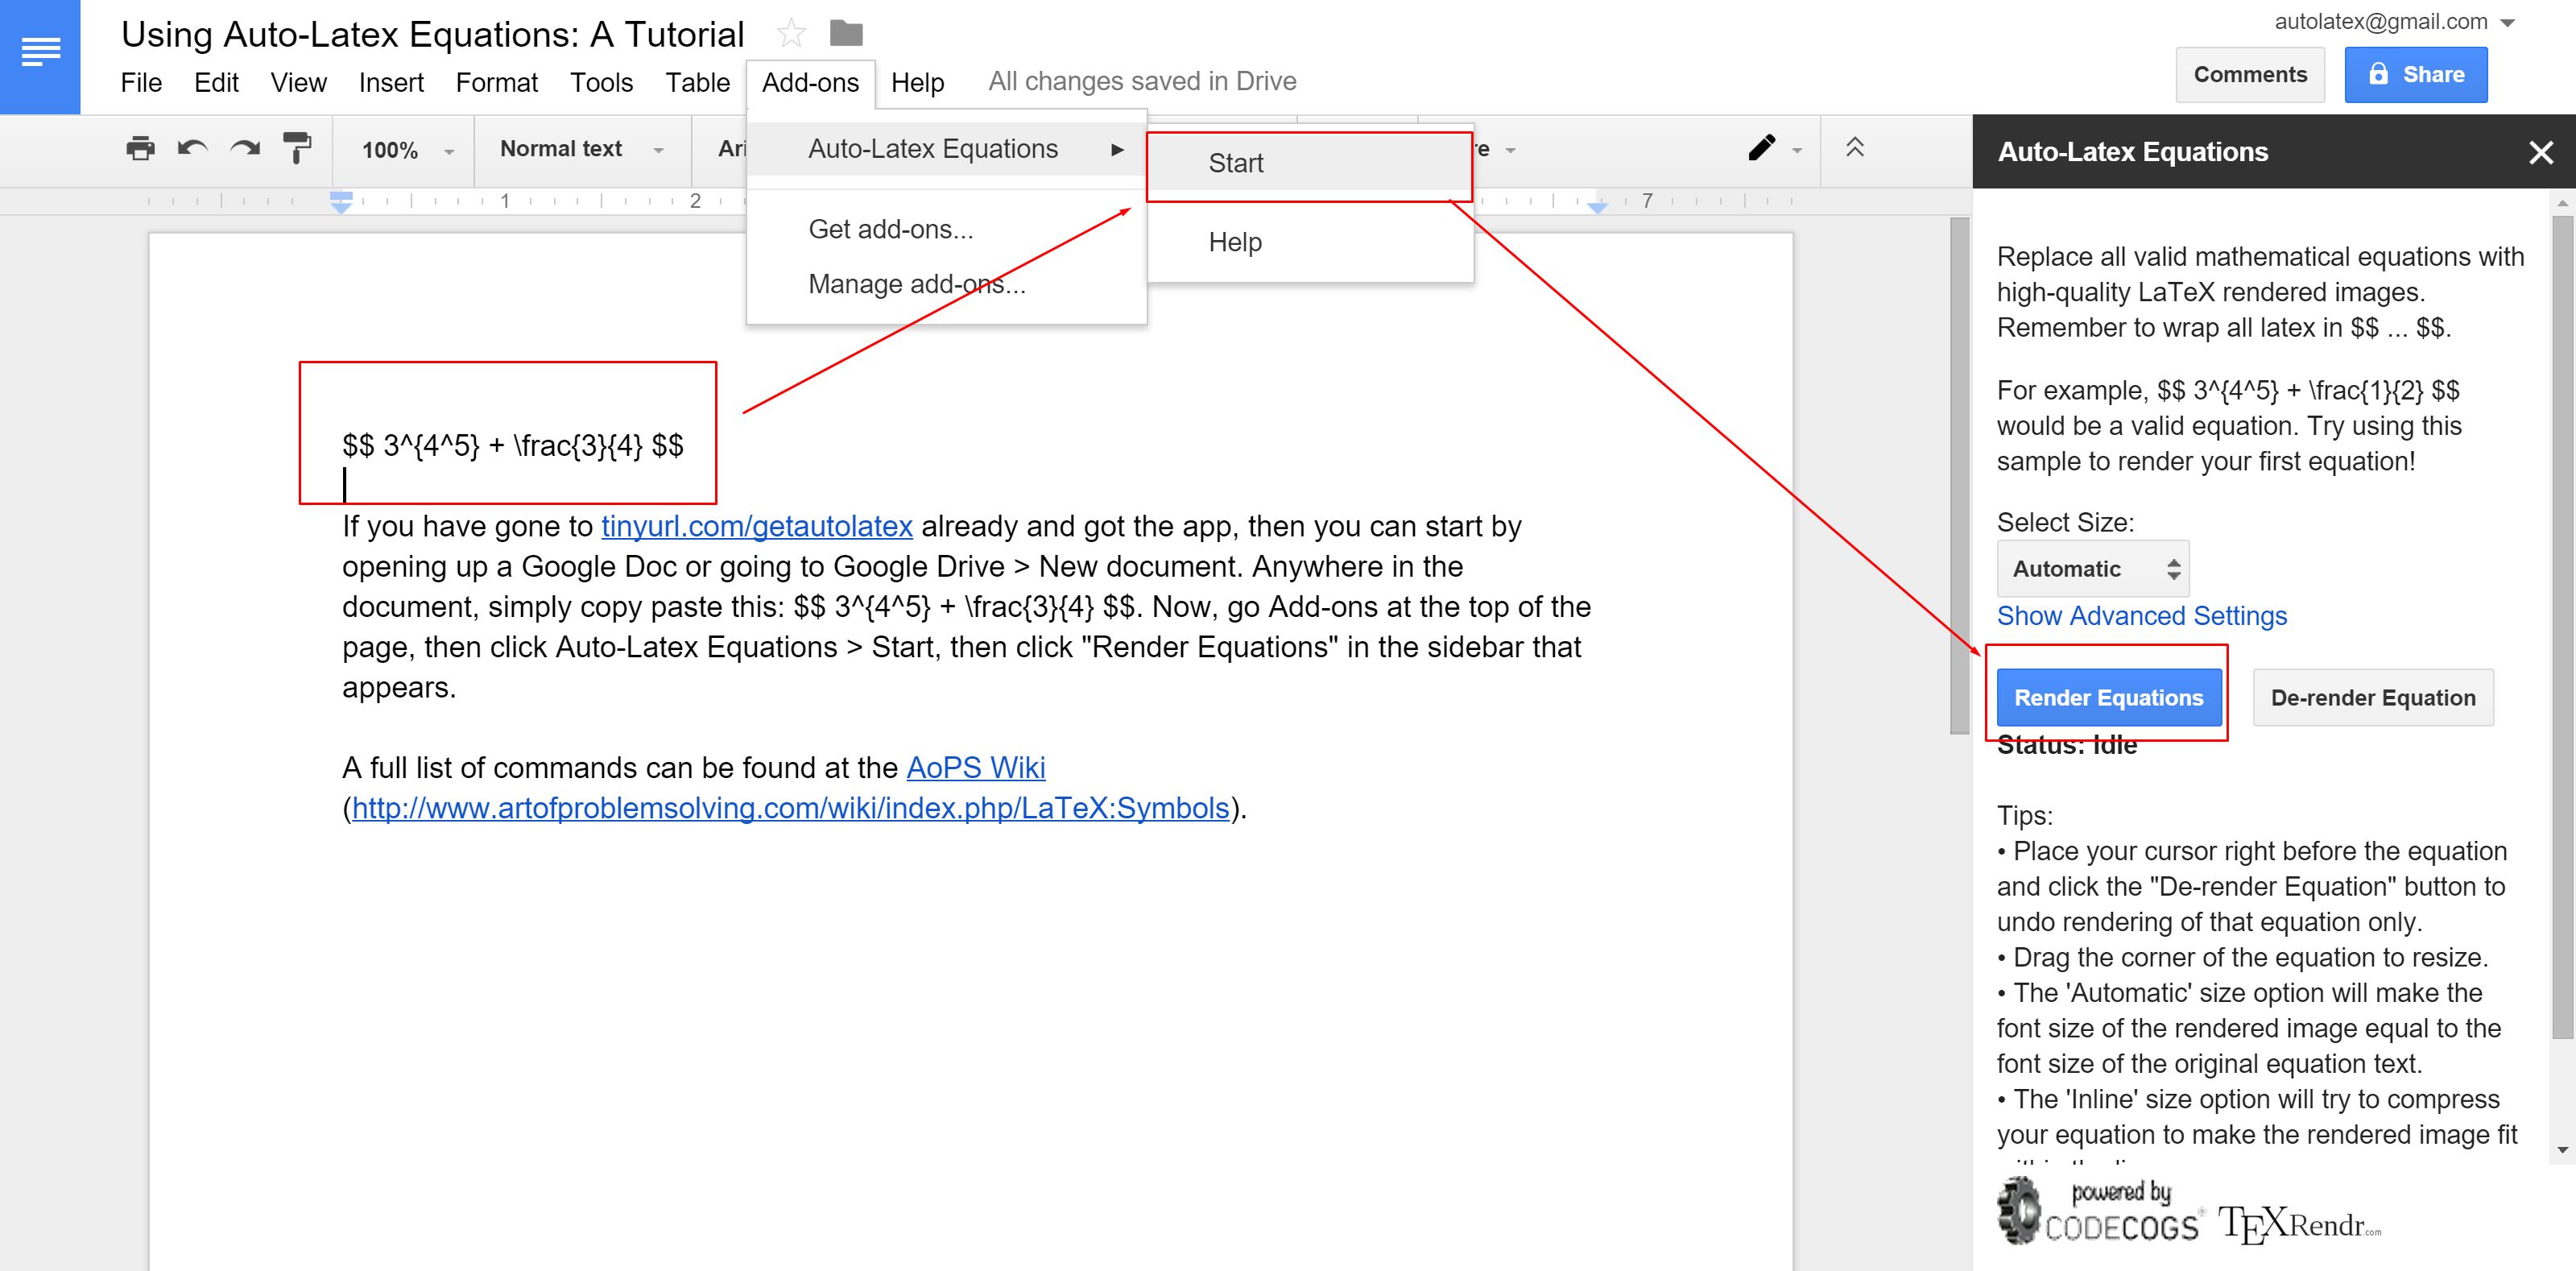 Using Auto-Latex Equations: A Tutorial
autolatex@gmail.com
File Edit View Insert Format Tools Table Add-ons Help All changes saved in Drive
Comments Share
100% Normal text Ari re
Auto-Latex Equations
Start
Help
Get add-ons...
Manage add-ons...
1 2 7
$$ 3^{4^5} + \frac{3}{4} $$
If you have gone to tinyurl.com/getautolatex already and got the app, then you can start by
opening up a Google Doc or going to Google Drive > New document. Anywhere in the
document, simply copy paste this: $$ 3^{4^5} + \frac{3}{4} $$. Now, go Add-ons at the top of the
page, then click Auto-Latex Equations > Start, then click "Render Equations" in the sidebar that
appears.
A full list of commands can be found at the AoPS Wiki
(http://www.artofproblemsolving.com/wiki/index.php/LaTeX:Symbols).
Auto-Latex Equations
Replace all valid mathematical equations with
high-quality LaTeX rendered images.
Remember to wrap all latex in $$ ... $$.
For example, $$ 3^{4^5} + \frac{1}{2} $$
would be a valid equation. Try using this
sample to render your first equation!
Select Size:
Automatic
Show Advanced Settings
Render Equations De-render Equation
Status: Idle
Tips:
• Place your cursor right before the equation
and click the "De-render Equation" button to
undo rendering of that equation only.
• Drag the corner of the equation to resize.
• The 'Automatic' size option will make the
font size of the rendered image equal to the
font size of the original equation text.
• The 'Inline' size option will try to compress
your equation to make the rendered image fit
powered by
CODECOGS® TEXRendr.com